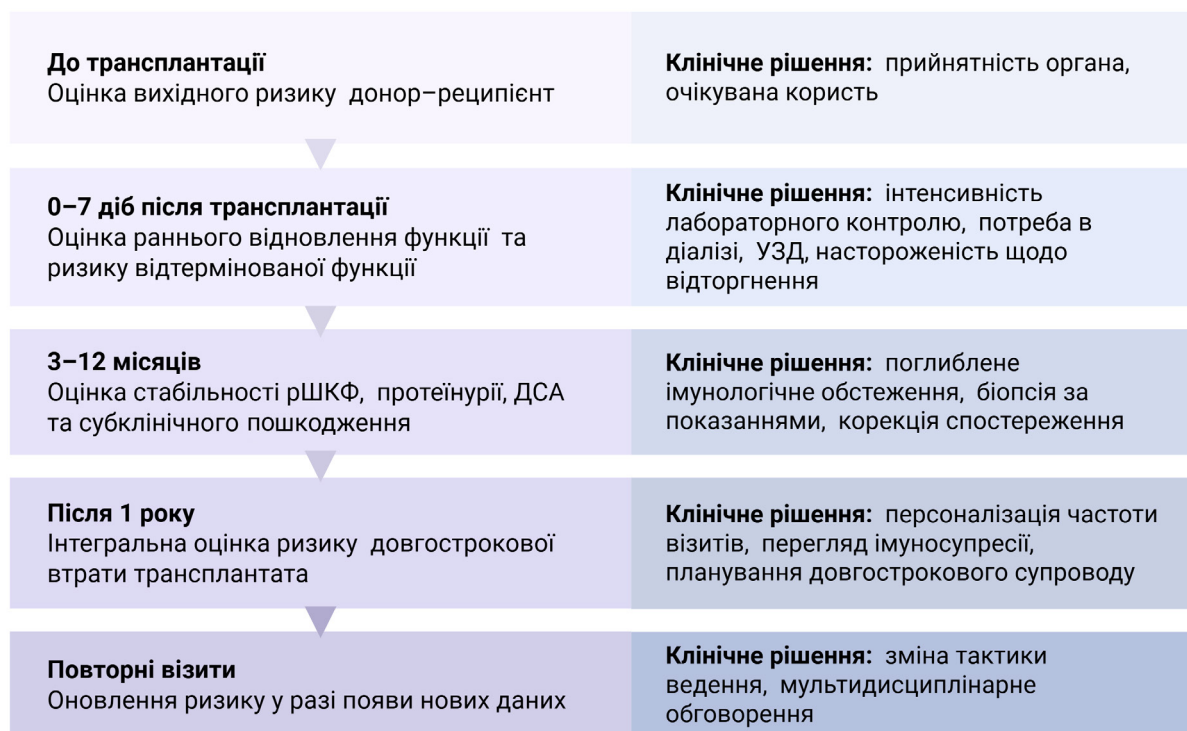 До трансплантації
Оцінка вихідного ризику донор–реципієнт
Клінічне рішення: прийнятність органа,
очікувана користь
0–7 діб після трансплантації
Оцінка раннього відновлення функції та
ризику відтермінованої функції
Клінічне рішення: інтенсивність
лабораторного контролю, потреба в
діалізі, УЗД, настороженість щодо
відторгнення
3–12 місяців
Оцінка стабільності рШКФ, протеїнурії, ДСА
та субклінічного пошкодження
Клінічне рішення: поглиблене
імунологічне обстеження, біопсія за
показаннями, корекція спостереження
Після 1 року
Інтегральна оцінка ризику довгострокової
втрати трансплантата
Клінічне рішення: персоналізація частоти
візитів, перегляд імуносупресії,
планування довгострокового супроводу
Повторні візити
Оновлення ризику у разі появи нових даних
Клінічне рішення: зміна тактики
ведення, мультидисциплінарне
обговорення